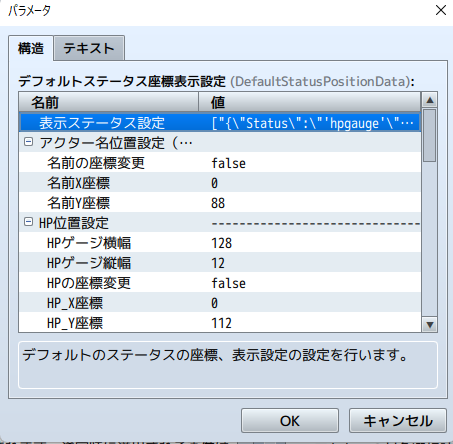 パラメータ
構造 テキスト
デフォルトステータス座標表示設定 (DefaultStatusPositionData):
名前 値
表示ステータス設定 ["{\"Status\":\"'hpgauge'\"…
アクター名位置設定（…
名前の座標変更 false
名前X座標 0
名前Y座標 88
HP位置設定 ------------------------------
HPゲージ横幅 128
HPゲージ縦幅 12
HPの座標変更 false
HP_X座標 0
HP_Y座標 112
デフォルトのステータスの座標、表示設定の設定を行います。
OK キャンセル